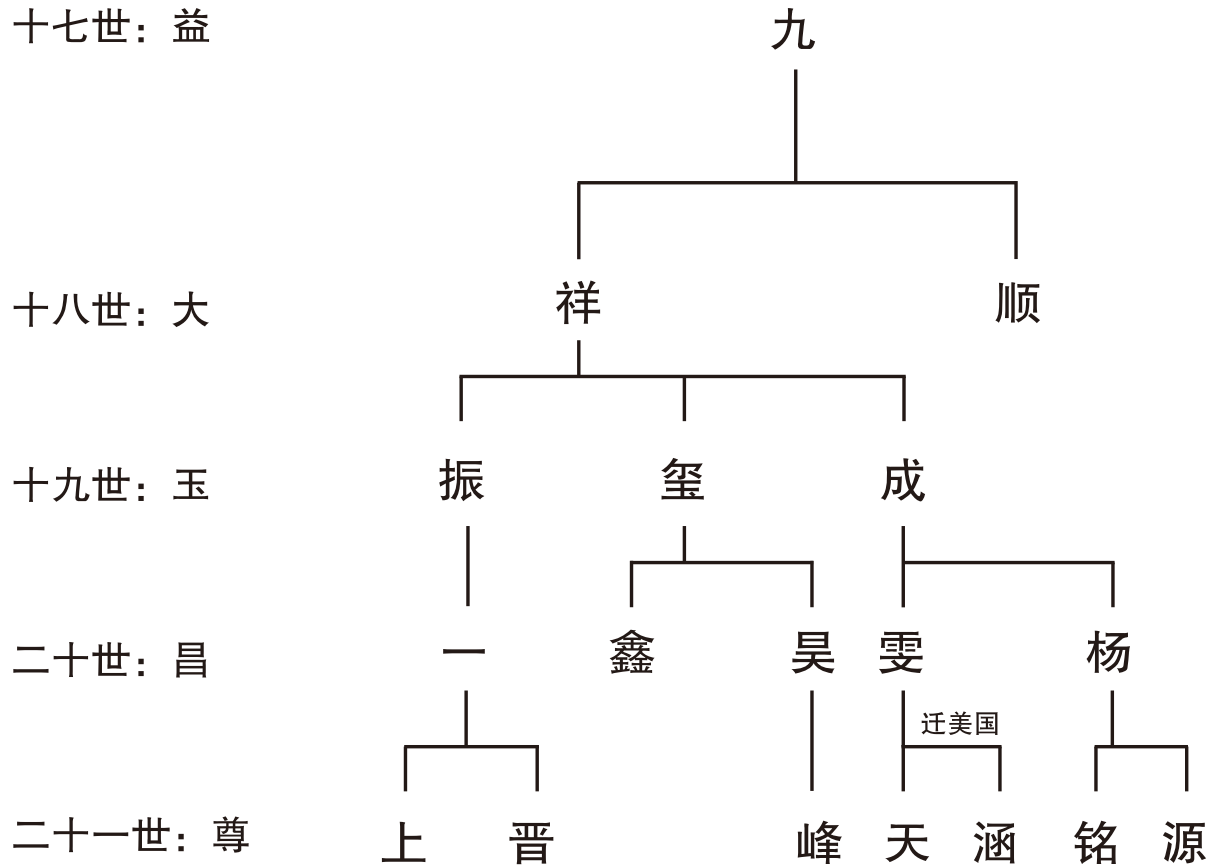 十七世：益 九
十八世：大 祥 顺
十九世：玉 振 玺 成
二十世：昌 一 鑫 昊 雯 杨
迁美国
二十一世：尊 上 晋 峰 天 涵 铭 源